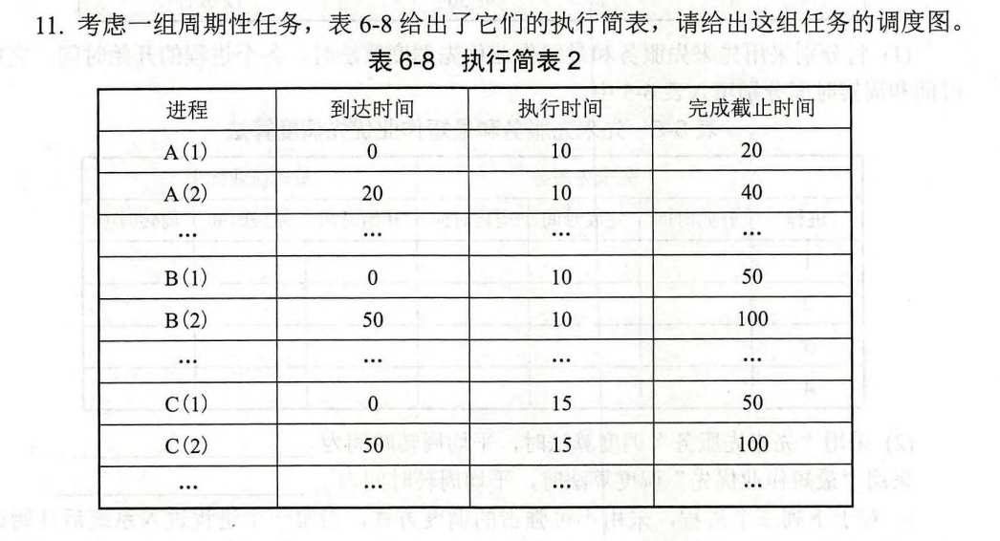 11. 考虑一组周期性任务，表 6-8 给出了它们的执行简表，请给出这组任务的调度图。
表 6-8 执行简表 2
进程 到达时间 执行时间 完成截止时间
A(1) 0 10 20
A(2) 20 10 40
… … … …
B(1) 0 10 50
B(2) 50 10 100
… … … …
C(1) 0 15 50
C(2) 50 15 100
… … … …